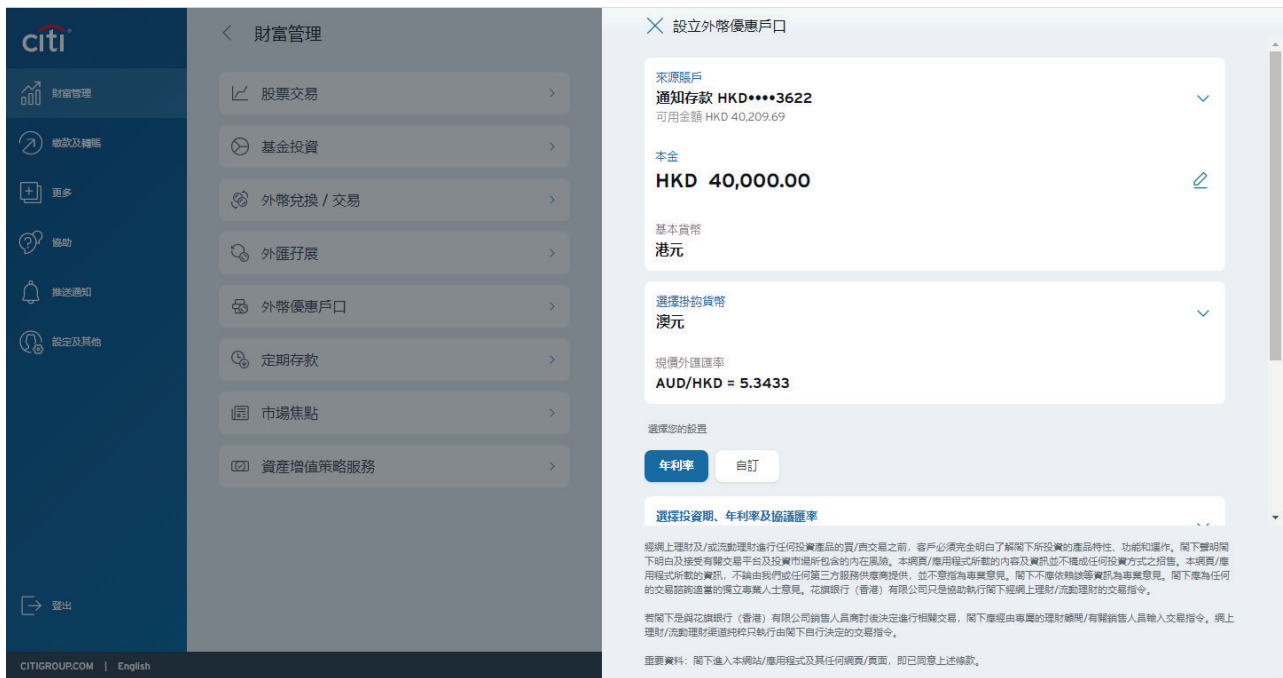 citi
財富管理
繳款及轉賬
更多
協助
推送通知
設定及其他
登出
CITIGROUP.COM | English
財富管理
股票交易
基金投資
外幣兌換 / 交易
外匯孖展
外幣優惠戶口
定期存款
市場焦點
資產增值策略服務
設立外幣優惠戶口
來源賬戶
通知存款 HKD••••3622
可用金額 HKD 40,209.69
本金
HKD 40,000.00
基本貨幣
港元
選擇掛鈎貨幣
澳元
現價外匯匯率
AUD/HKD = 5.3433
選擇您的設置
年利率
自訂
選擇投資期、年利率及協議匯率
經網上理財及/或流動理財進行任何投資產品的買/賣交易之前，客戶必須完全明白了解閣下所投資的產品特性、功能和運作。閣下聲明閣
下明白及接受有關交易平台及投資市場所包含的內在風險。本網頁/應用程式所載的內容及資訊並不構成任何投資方式之招售。本網頁/應
用程式所載的資訊，不論由我們或任何第三方服務供應商提供，並不意指為專業意見。閣下不應依賴該等資訊為專業意見。閣下應為任何
的交易諮詢適當的獨立專業人士意見。花旗銀行（香港）有限公司只是協助執行閣下經網上理財/流動理財的交易指令。
若閣下是與花旗銀行（香港）有限公司銷售人員商討後決定進行相關交易，閣下應經由專屬的理財顧問/有關銷售人員輸入交易指令。網上
理財/流動理財渠道純粹只執行由閣下自行決定的交易指令。
重要資料：閣下進入本網站/應用程式及其任何網頁/頁面，即已同意上述條款。